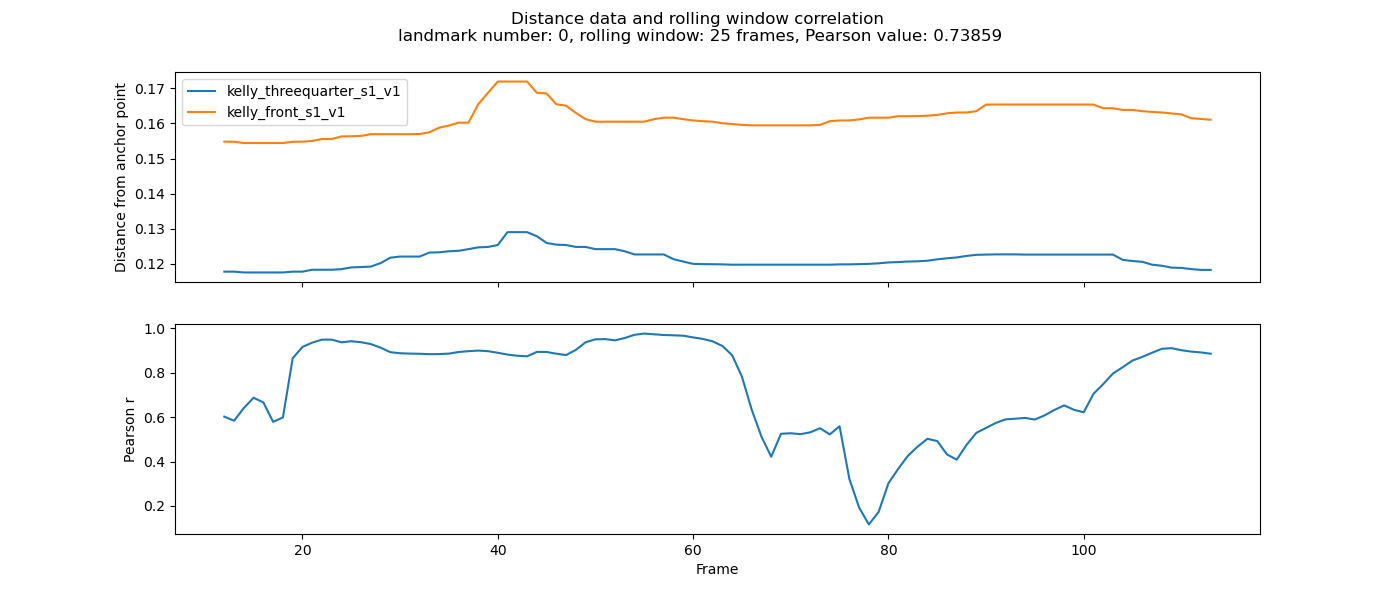 Distance data and rolling window correlation
landmark number: 0, rolling window: 25 frames, Pearson value: 0.73859
kelly_threequarter_s1_v1
kelly_front_s1_v1
Distance from anchor point
0.17
0.16
0.15
0.14
0.13
0.12
Pearson r
1.0
0.8
0.6
0.4
0.2
20 40 60 80 100
Frame